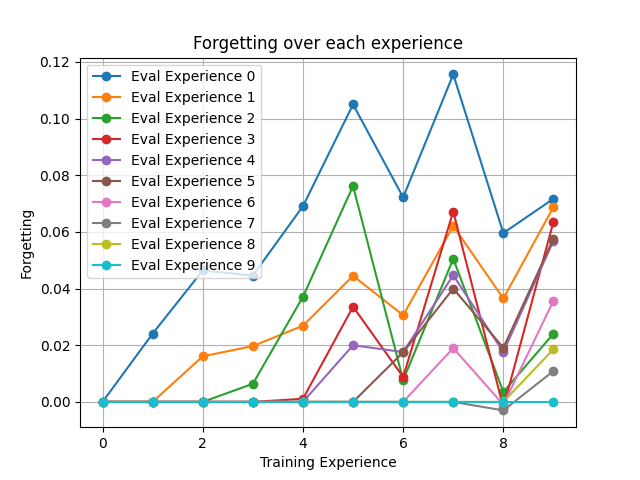 Forgetting over each experience
0.12
0.10
0.08
0.06
0.04
0.02
0.00
Forgetting
Eval Experience 0
Eval Experience 1
Eval Experience 2
Eval Experience 3
Eval Experience 4
Eval Experience 5
Eval Experience 6
Eval Experience 7
Eval Experience 8
Eval Experience 9
0 2 4 6 8
Training Experience